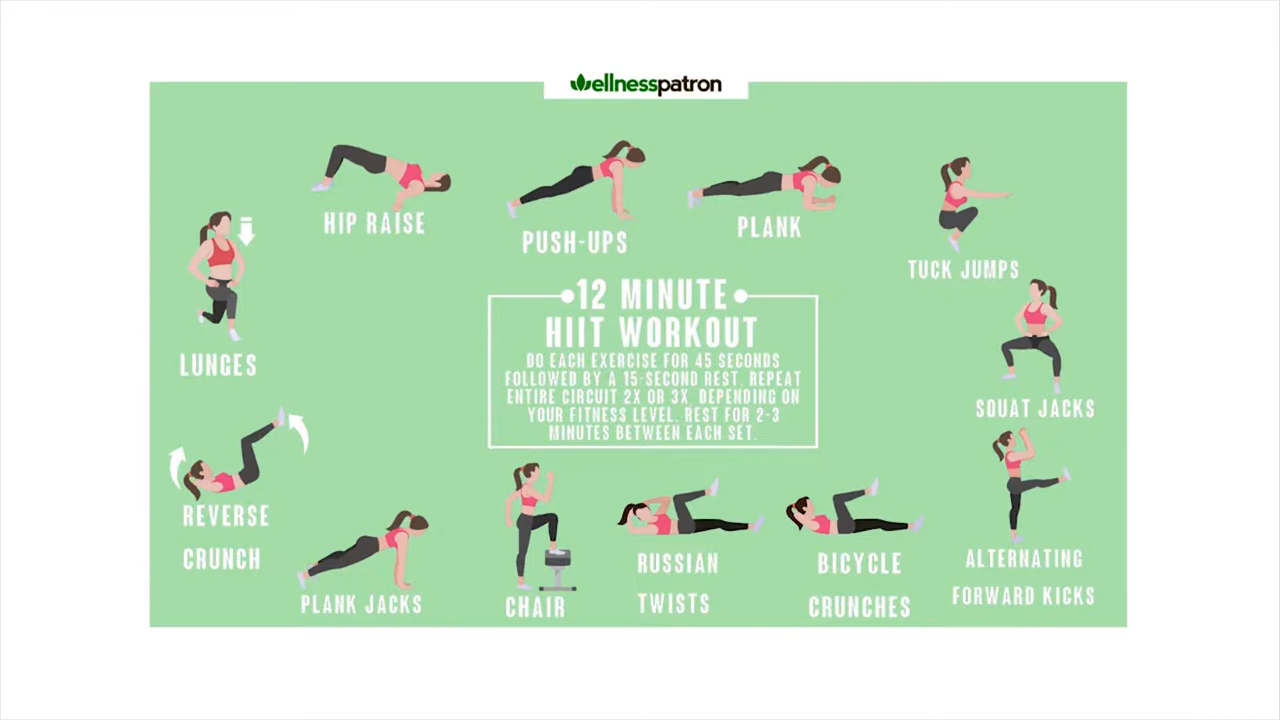 Wellnesspatron
HIP RAISE
PUSH-UPS
PLANK
TUCK JUMPS
LUNGES
12 MINUTE
HIIT WORKOUT
DO EACH EXERCISE FOR 45 SECONDS
FOLLOWED BY A 15-SECOND REST. REPEAT
ENTIRE CIRCUIT 2X OR 3X, DEPENDING ON
YOUR FITNESS LEVEL. REST FOR 2-3
MINUTES BETWEEN EACH SET.
SQUAT JACKS
REVERSE
CRUNCH
PLANK JACKS
CHAIR
RUSSIAN
TWISTS
BICYCLE
CRUNCHES
ALTERNATING
FORWARD KICKS